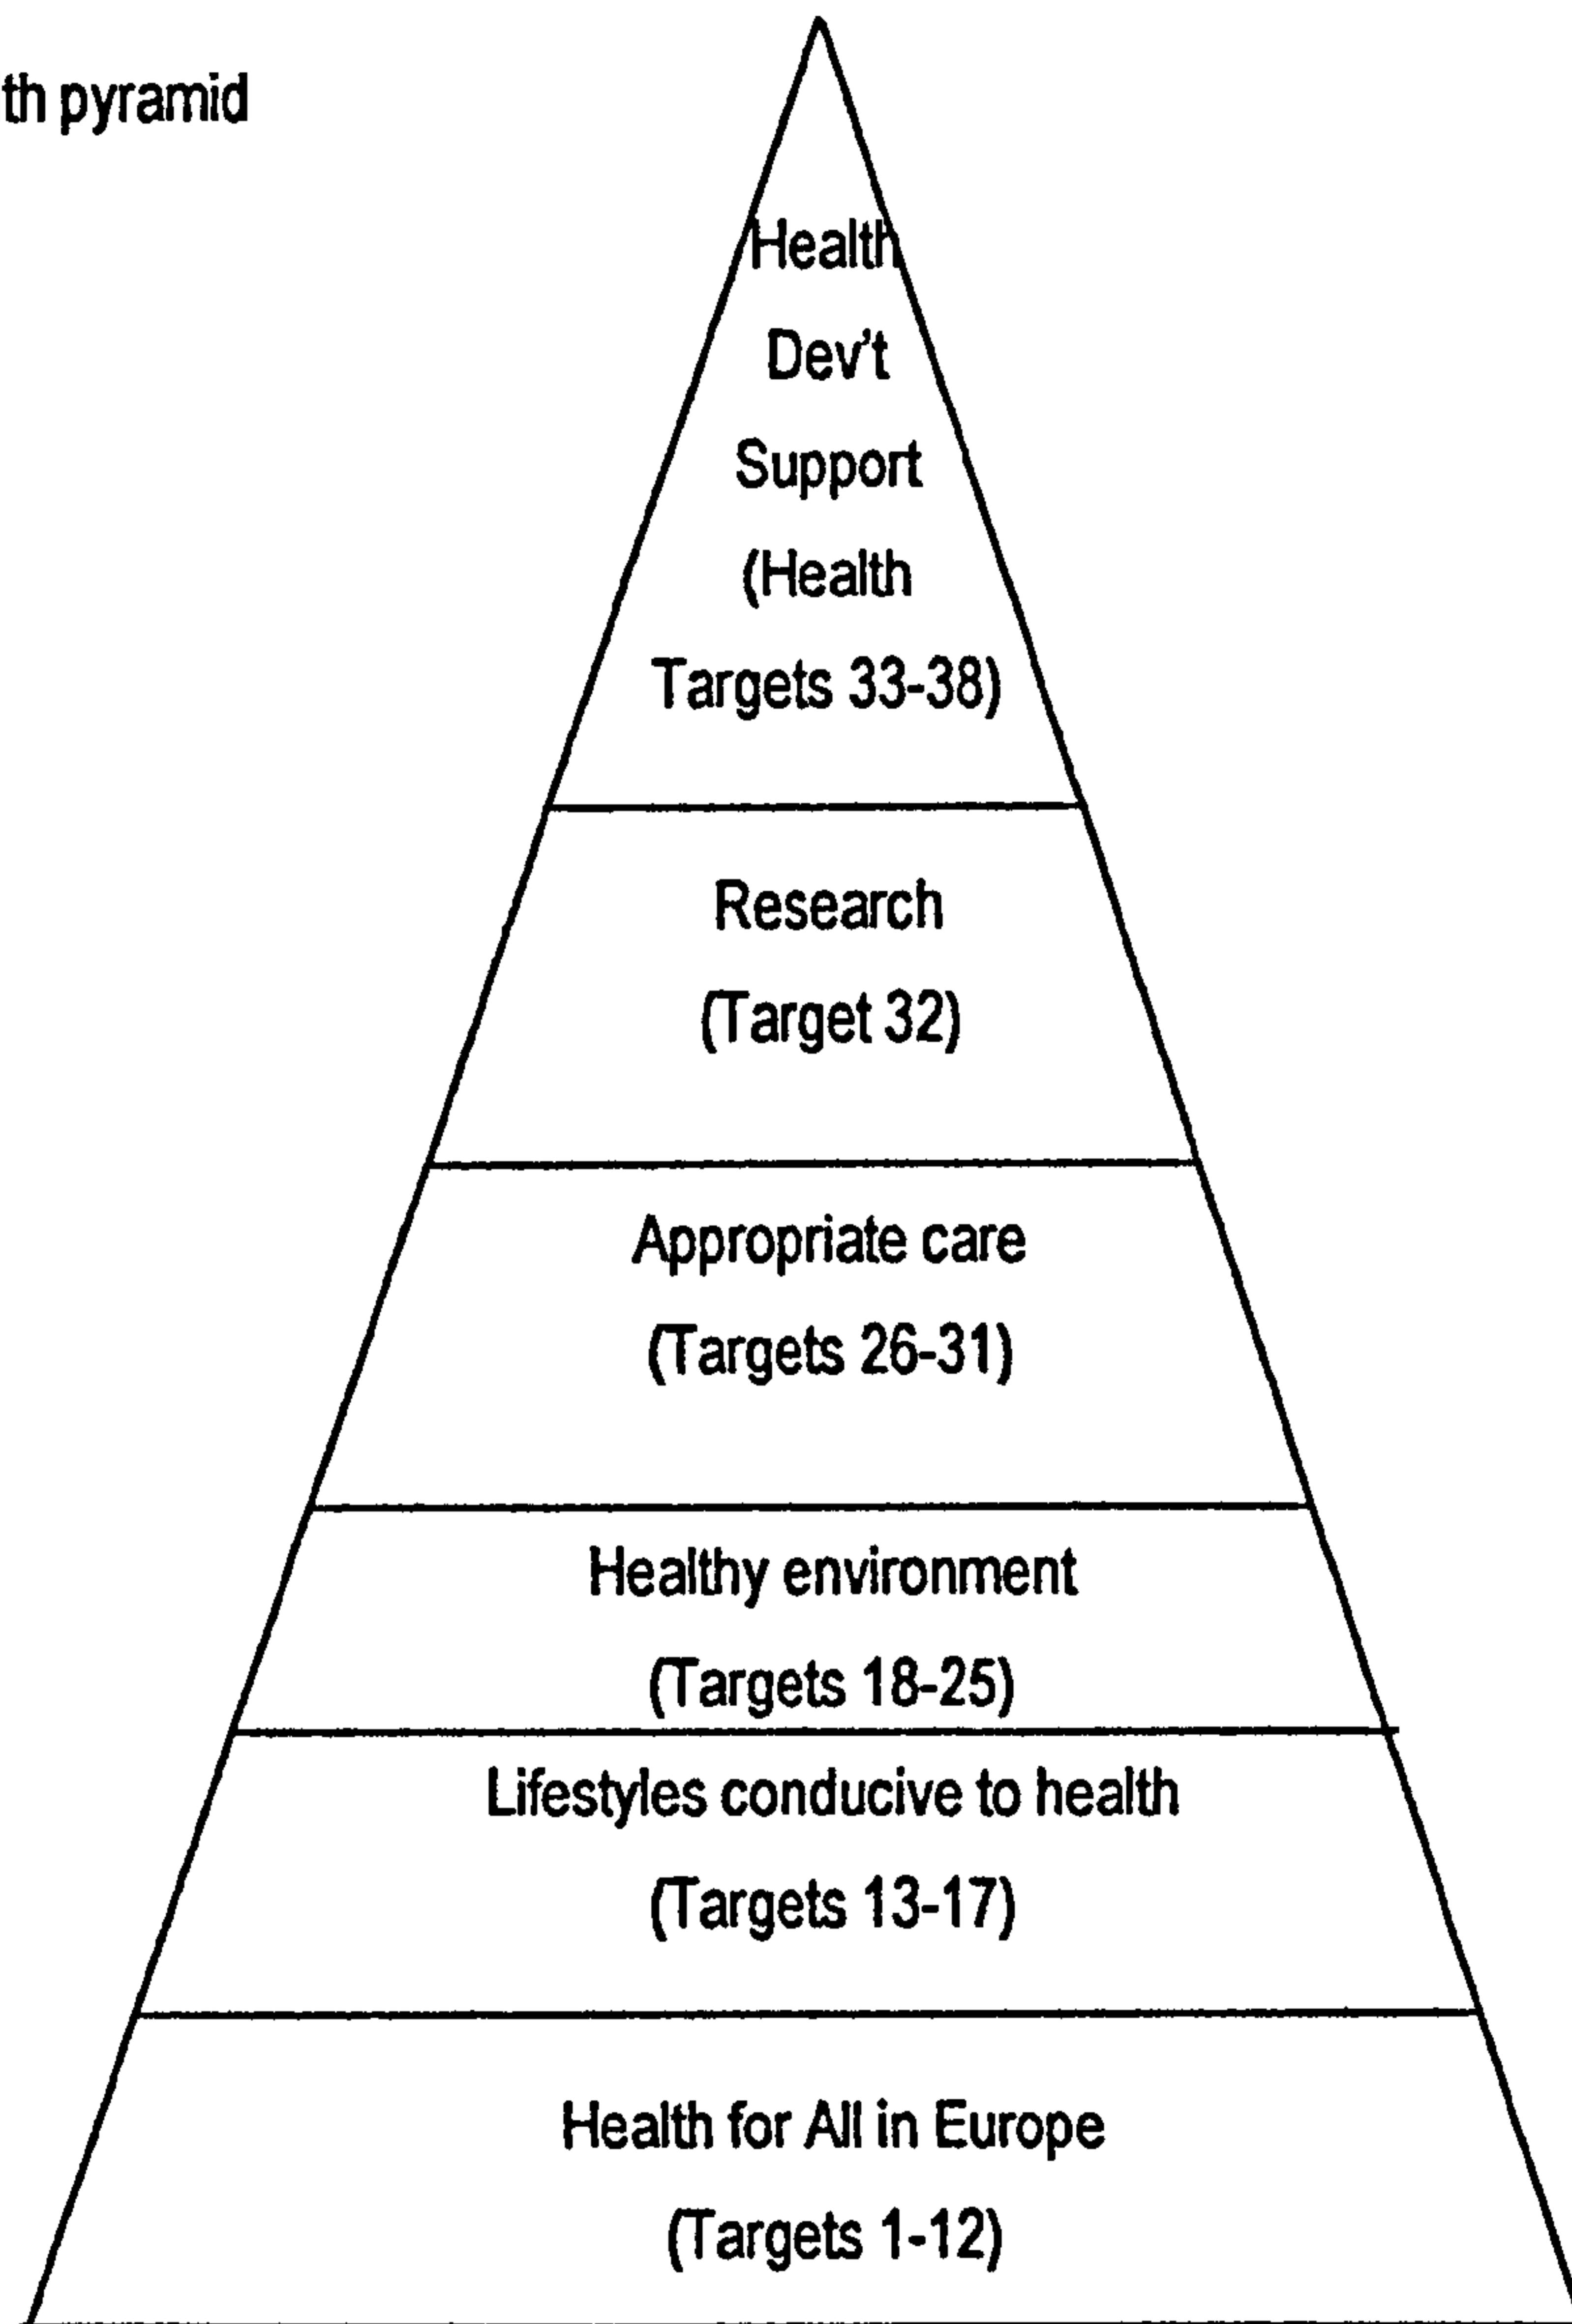 th pyramid
Health
Dev't
Support
(Health
Targets 33-38)
Research
(Target 32)
Appropriate care
(Targets 26-31)
Healthy environment
(Targets 18-25)
Lifestyles conducive to health
(Targets 13-17)
Health for All in Europe
(Targets 1-12)